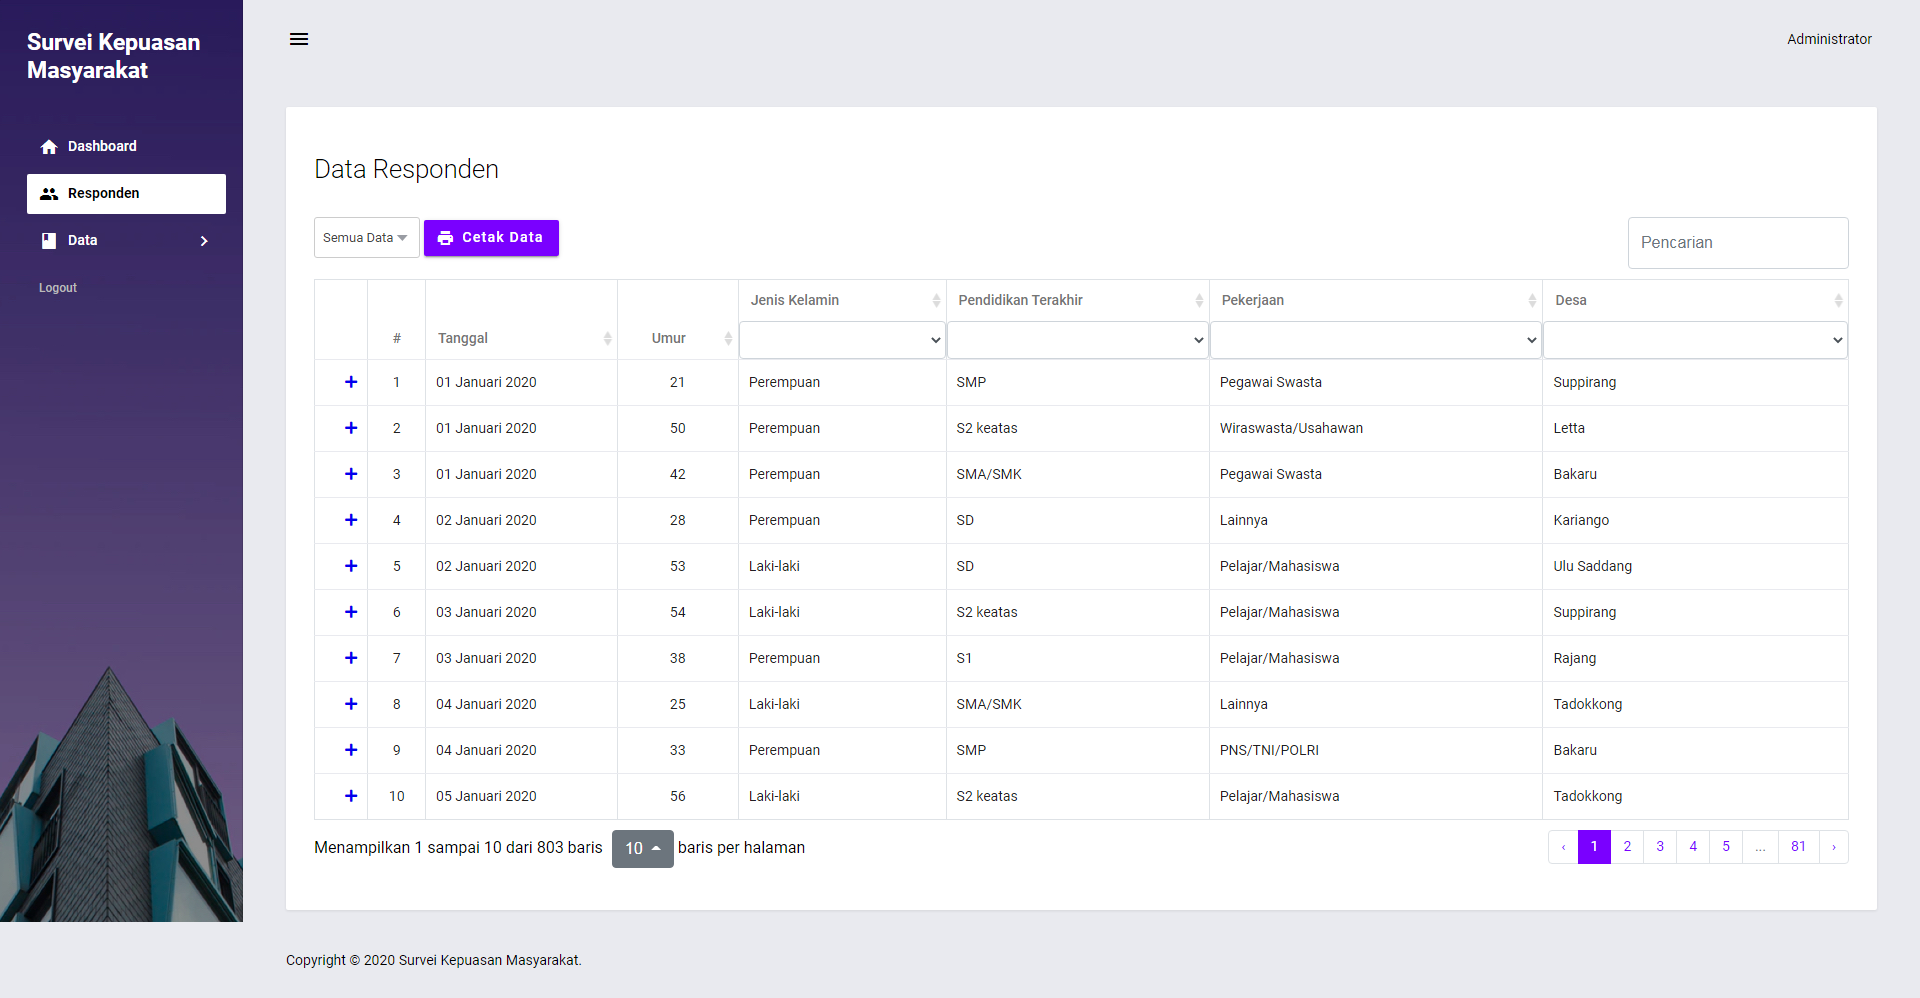 Survei Kepuasan
Masyarakat
Administrator
Dashboard
Responden
Data
Logout
Data Responden
Semua Data
Cetak Data
Pencarian
# Tanggal Umur Jenis Kelamin Pendidikan Terakhir Pekerjaan Desa
+ 1 01 Januari 2020 21 Perempuan SMP Pegawai Swasta Suppirang
+ 2 01 Januari 2020 50 Perempuan S2 keatas Wiraswasta/Usahawan Letta
+ 3 01 Januari 2020 42 Perempuan SMA/SMK Pegawai Swasta Bakaru
+ 4 02 Januari 2020 28 Perempuan SD Lainnya Kariango
+ 5 02 Januari 2020 53 Laki-laki SD Pelajar/Mahasiswa Ulu Saddang
+ 6 03 Januari 2020 54 Laki-laki S2 keatas Pelajar/Mahasiswa Suppirang
+ 7 03 Januari 2020 38 Perempuan S1 Pelajar/Mahasiswa Rajang
+ 8 04 Januari 2020 25 Laki-laki SMA/SMK Lainnya Tadokkong
+ 9 04 Januari 2020 33 Perempuan SMP PNS/TNI/POLRI Bakaru
+ 10 05 Januari 2020 56 Laki-laki S2 keatas Pelajar/Mahasiswa Tadokkong
Menampilkan 1 sampai 10 dari 803 baris 10 baris per halaman
‹ 1 2 3 4 5 ... 81 ›
Copyright © 2020 Survei Kepuasan Masyarakat.